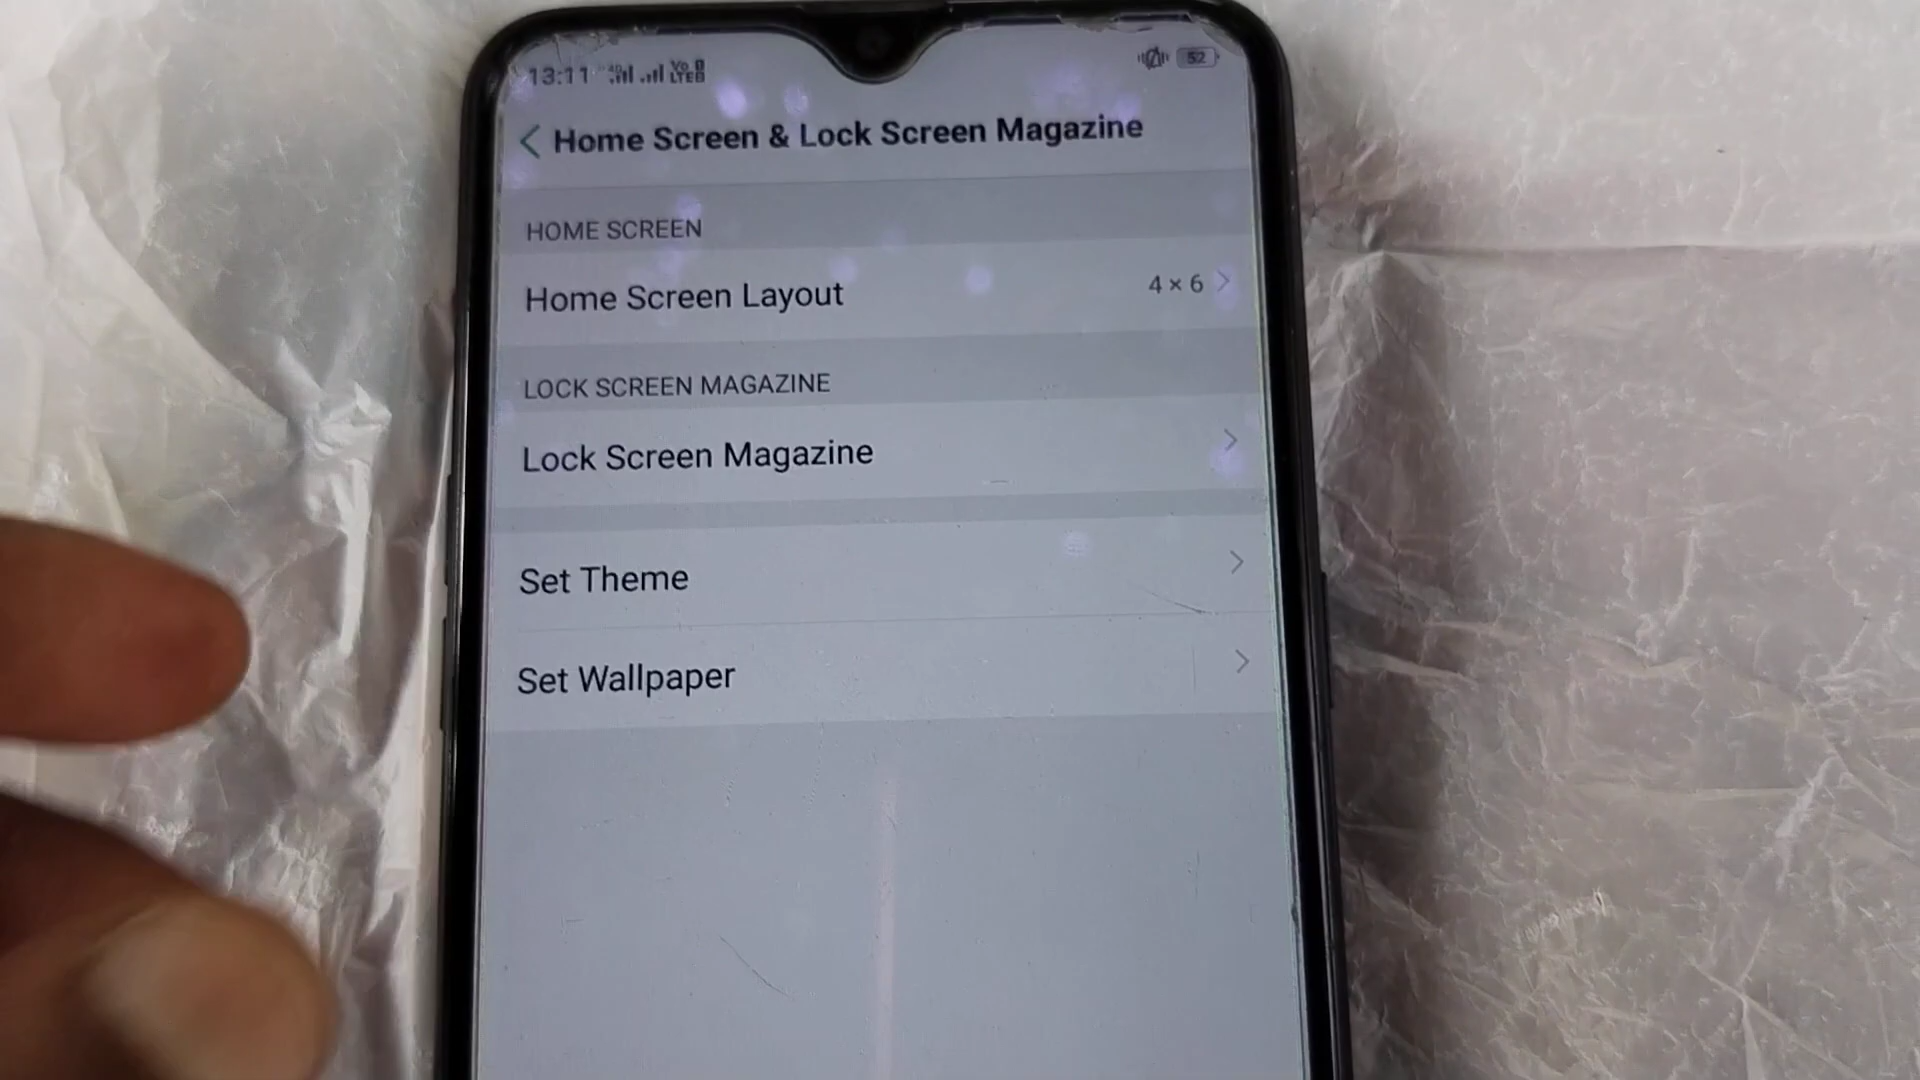 13:11 52
Home Screen & Lock Screen Magazine
HOME SCREEN
Home Screen Layout 4 × 6
LOCK SCREEN MAGAZINE
Lock Screen Magazine
Set Theme
Set Wallpaper